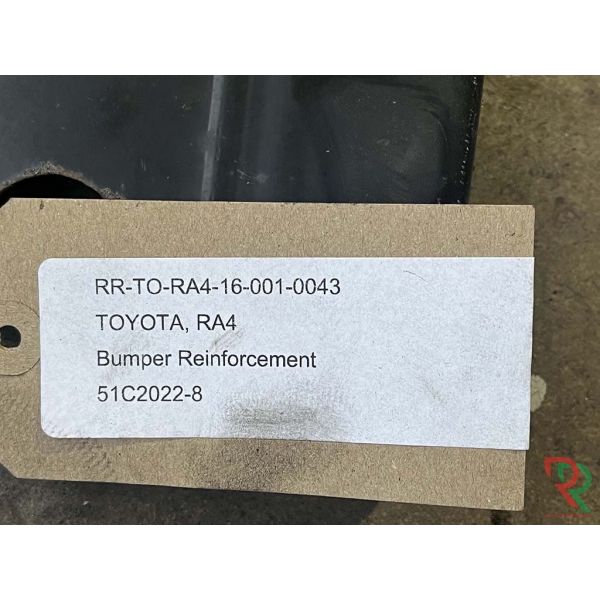 RR-TO-RA4-16-001-0043
TOYOTA, RA4
Bumper Reinforcement
51C2022-8